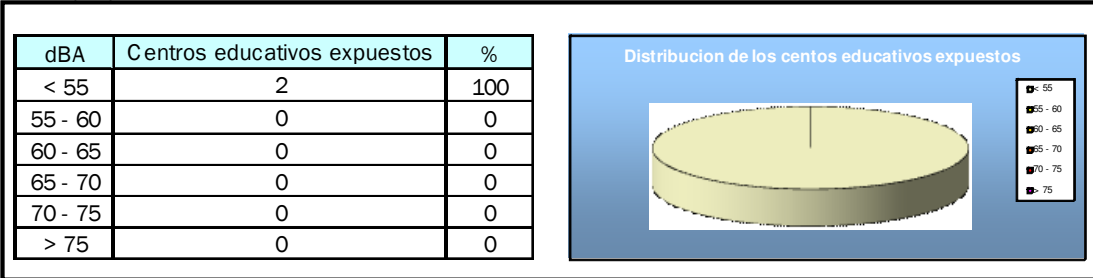 dBA Centros educativos expuestos %
< 55 2 100
55 - 60 0 0
60 - 65 0 0
65 - 70 0 0
70 - 75 0 0
> 75 0 0
Distribucion de los centos educativos expuestos
< 55
55 - 60
60 - 65
65 - 70
70 - 75
> 75